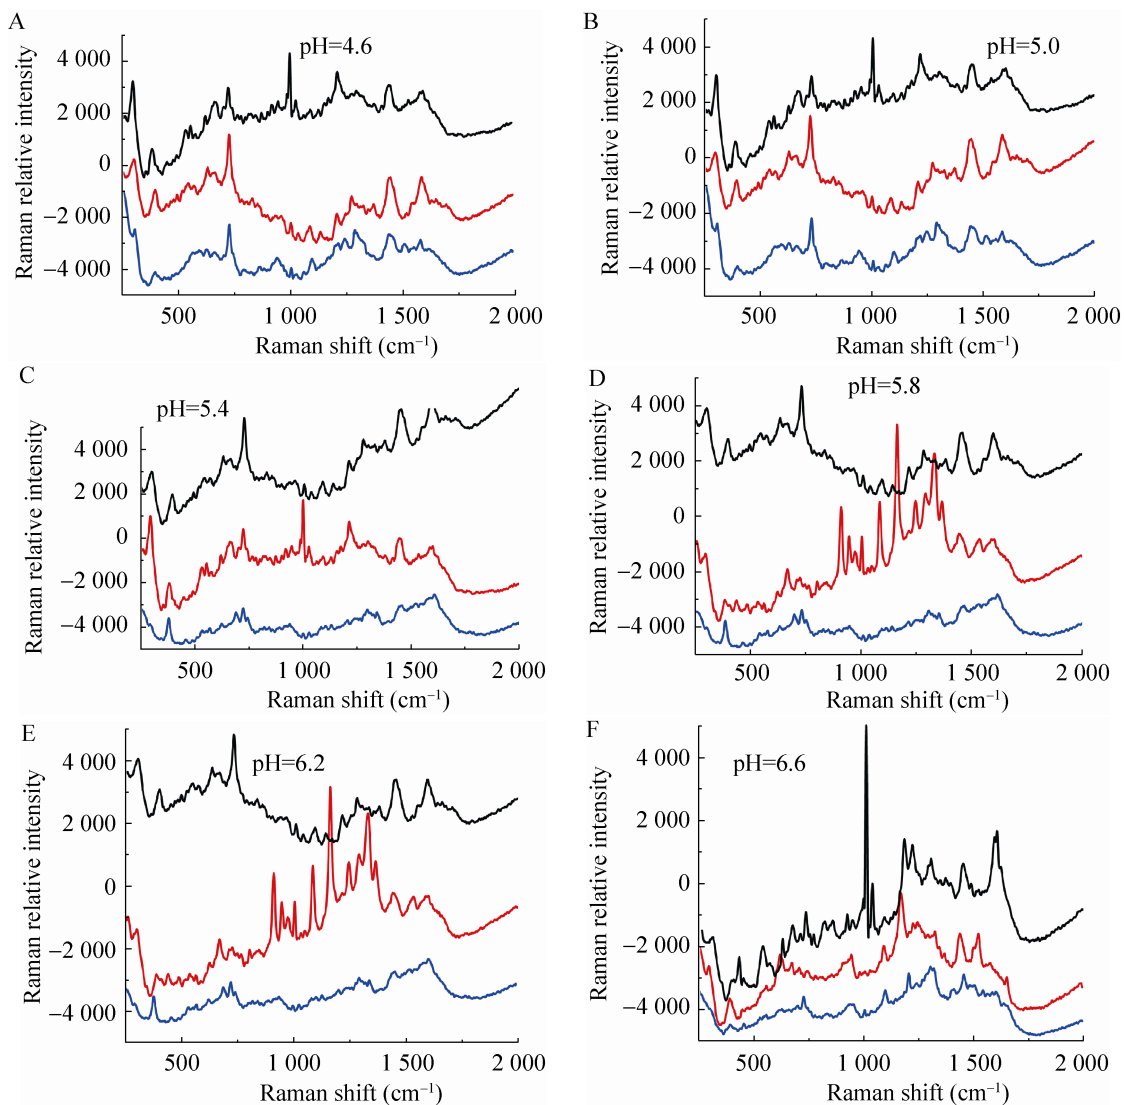 A
pH=4.6
Raman relative intensity
4 000
2 000
0
−2 000
−4 000
500
1 000
1 500
2 000
Raman shift (cm⁻¹)
B
pH=5.0
Raman relative intensity
4 000
2 000
0
−2 000
−4 000
500
1 000
1 500
2 000
Raman shift (cm⁻¹)
C
pH=5.4
Raman relative intensity
4 000
2 000
0
−2 000
−4 000
500
1 000
1 500
2 000
Raman shift (cm⁻¹)
D
pH=5.8
Raman relative intensity
4 000
2 000
0
−2 000
−4 000
500
1 000
1 500
2 000
Raman shift (cm⁻¹)
E
pH=6.2
Raman relative intensity
4 000
2 000
0
−2 000
−4 000
500
1 000
1 500
2 000
Raman shift (cm⁻¹)
F
pH=6.6
Raman relative intensity
4 000
2 000
0
−2 000
−4 000
500
1 000
1 500
2 000
Raman shift (cm⁻¹)